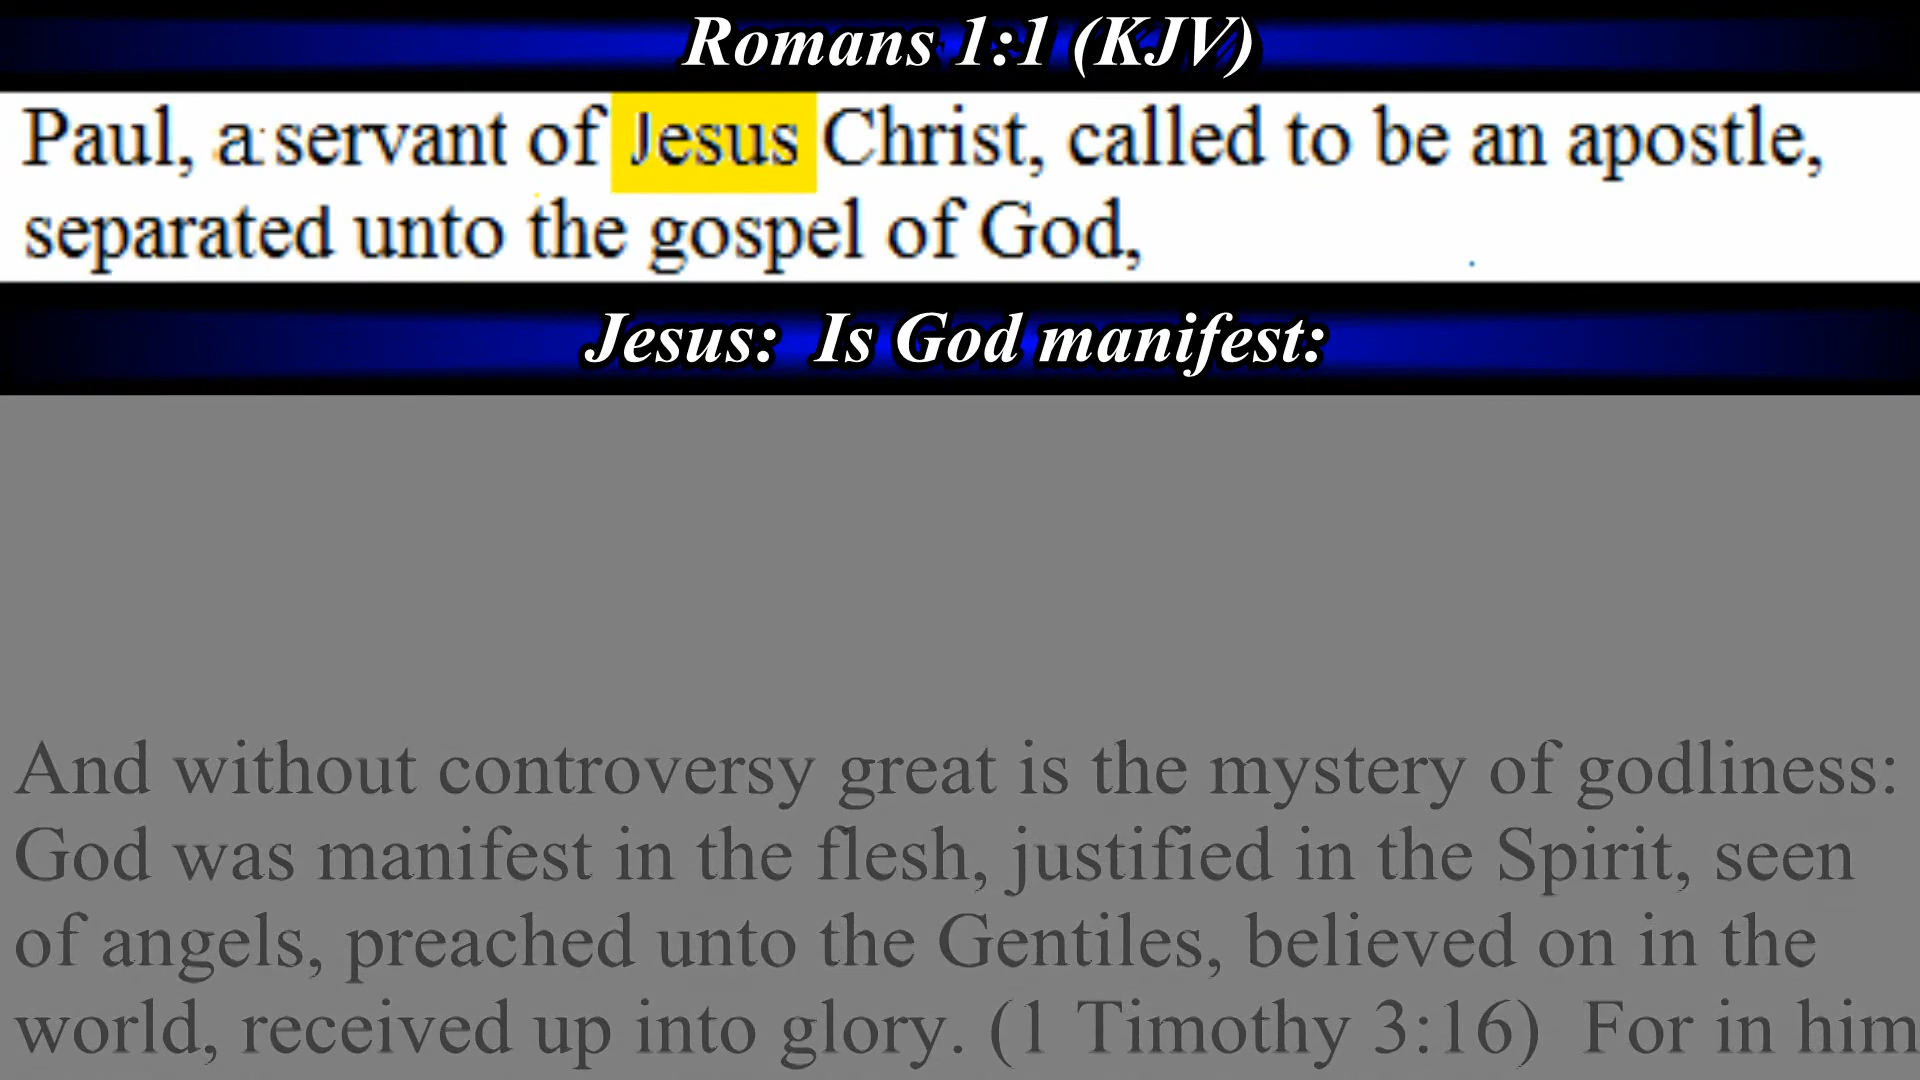 Romans 1:1 (KJV)
Paul, a servant of Jesus Christ, called to be an apostle,
separated unto the gospel of God,
Jesus:  Is God manifest:
And without controversy great is the mystery of godliness:
God was manifest in the flesh, justified in the Spirit, seen
of angels, preached unto the Gentiles, believed on in the
world, received up into glory. (1 Timothy 3:16)  For in him